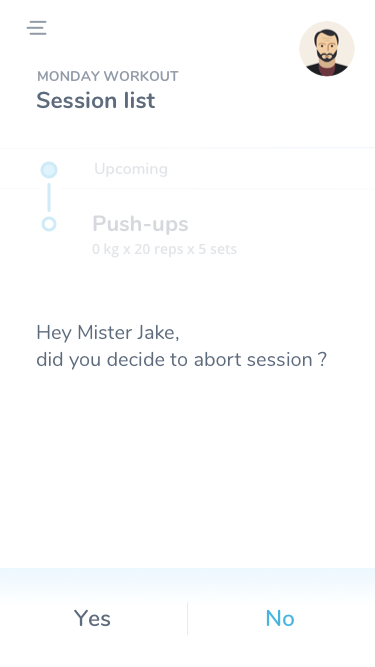 MONDAY WORKOUT
Session list
Upcoming
Push-ups
0 kg x 20 reps x 5 sets
Hey Mister Jake,
did you decide to abort session ?
Yes
No